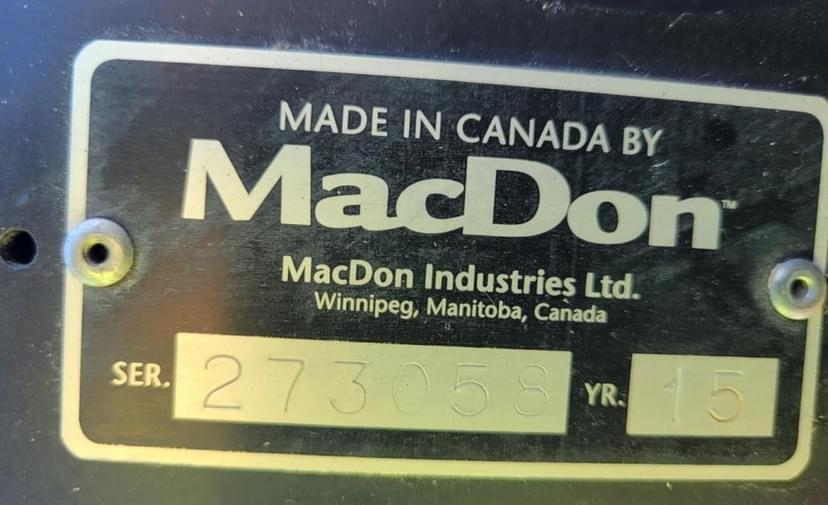 MADE IN CANADA BY
MacDon™
MacDon Industries Ltd.
Winnipeg, Manitoba, Canada
SER. 273058 YR. 15